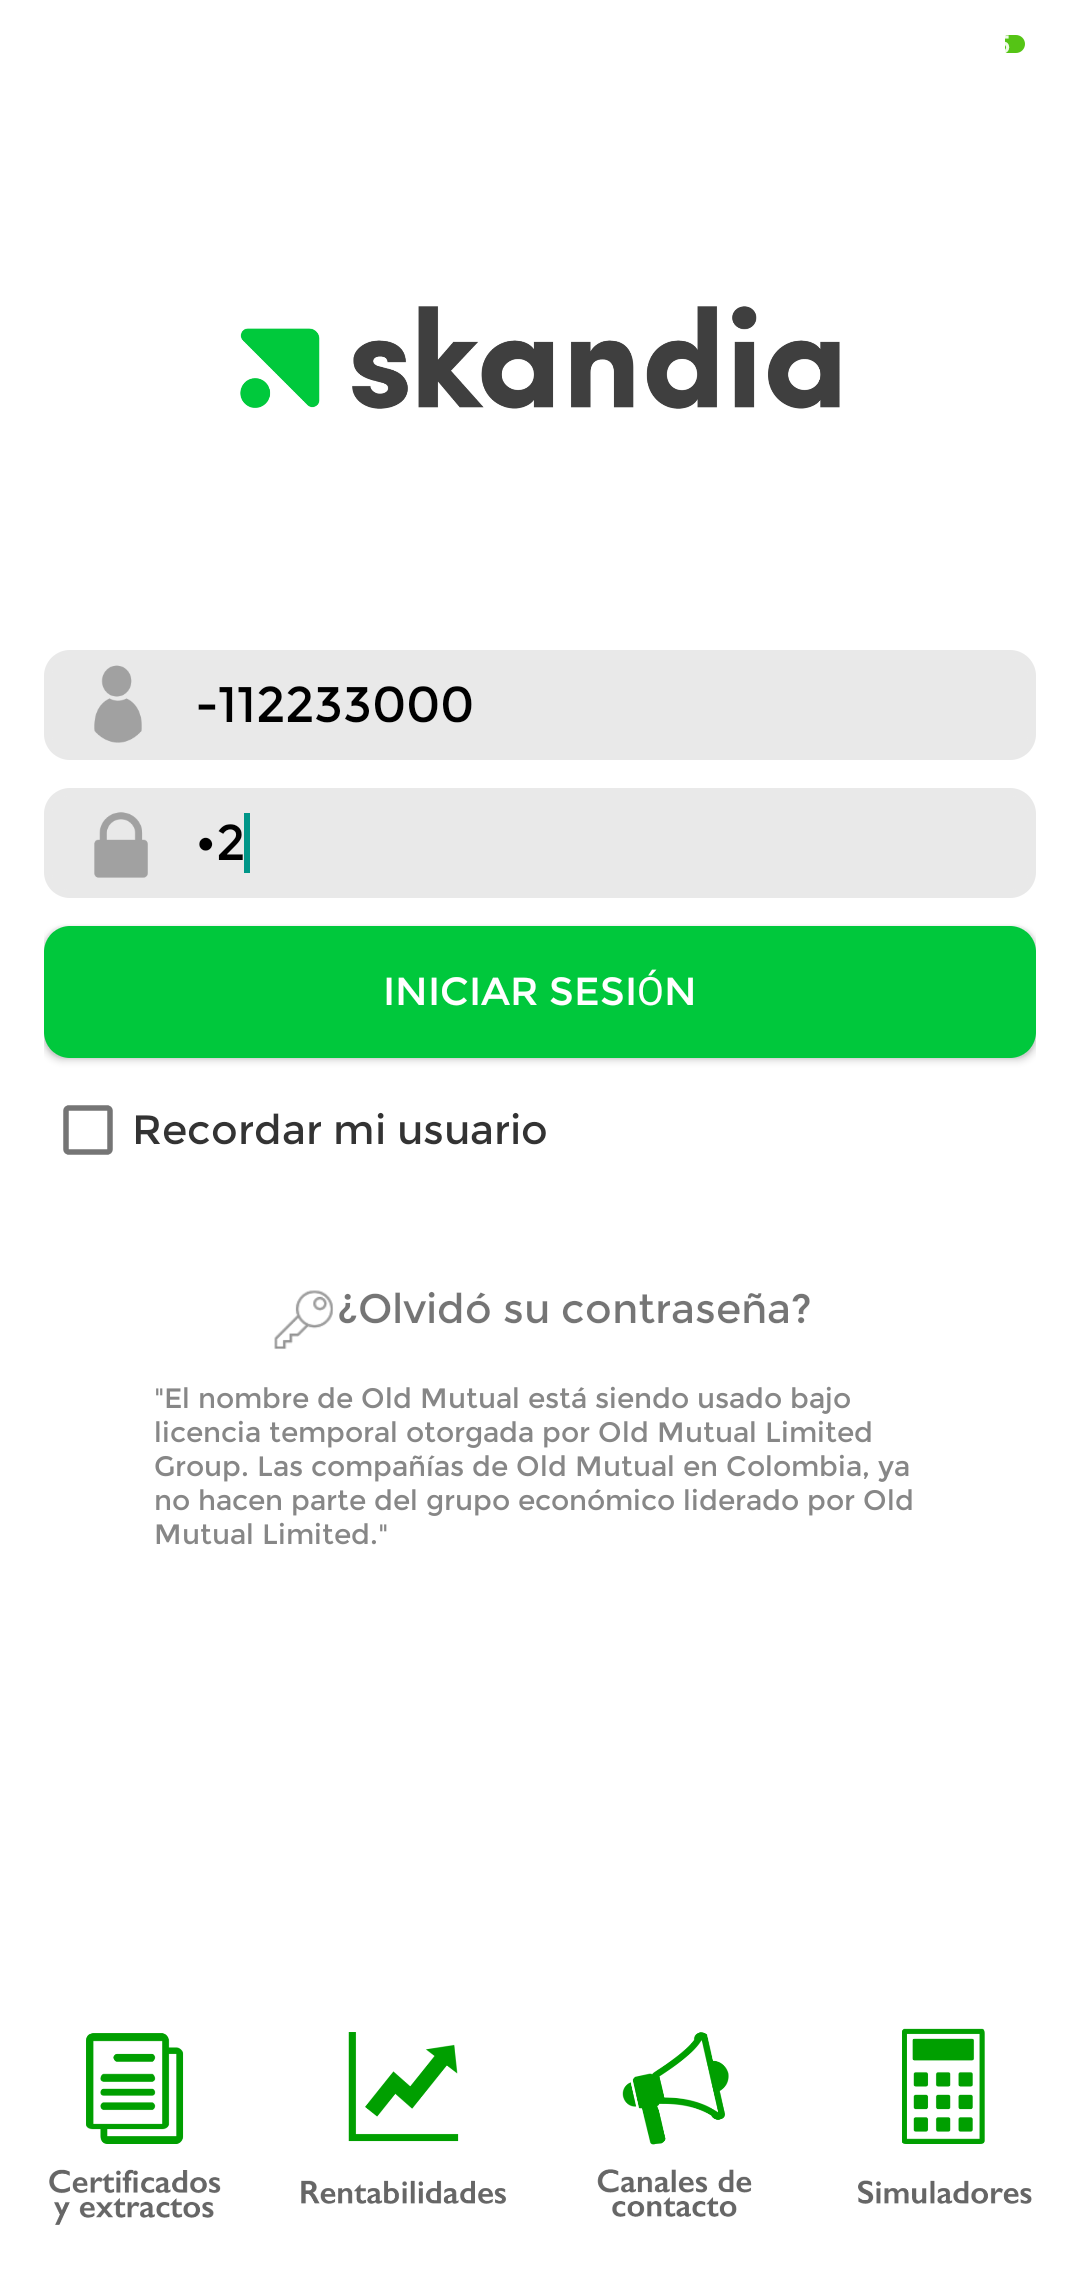 skandia
-112233000
•2
INICIAR SESIÓN
Recordar mi usuario
¿Olvidó su contraseña?
"El nombre de Old Mutual está siendo usado bajo
licencia temporal otorgada por Old Mutual Limited
Group. Las compañías de Old Mutual en Colombia, ya
no hacen parte del grupo económico liderado por Old
Mutual Limited."
Certificados
y extractos
Rentabilidades
Canales de
contacto
Simuladores